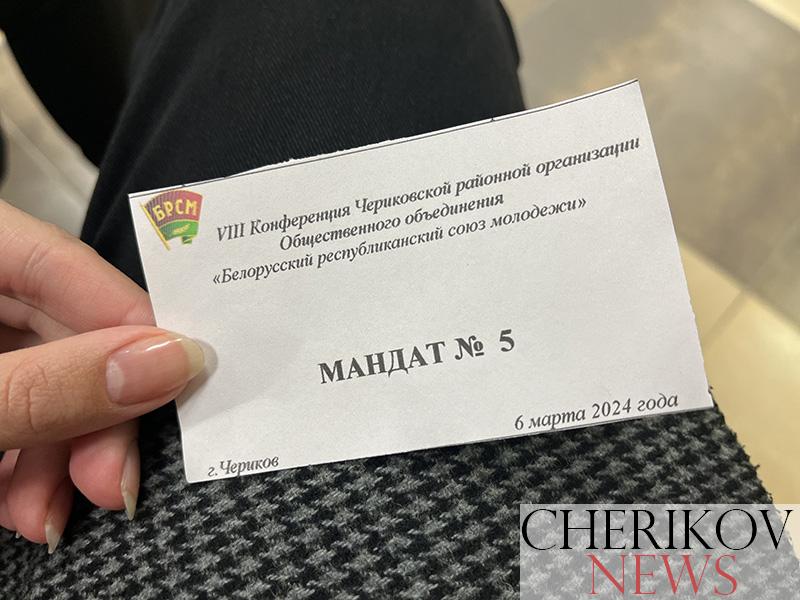 БРСМ
VIII Конференция Чериковской районной организации
Общественного объединения
«Белорусский республиканский союз молодежи»
МАНДАТ № 5
6 марта 2024 года
г.Чериков
CHERIKOV
NEWS